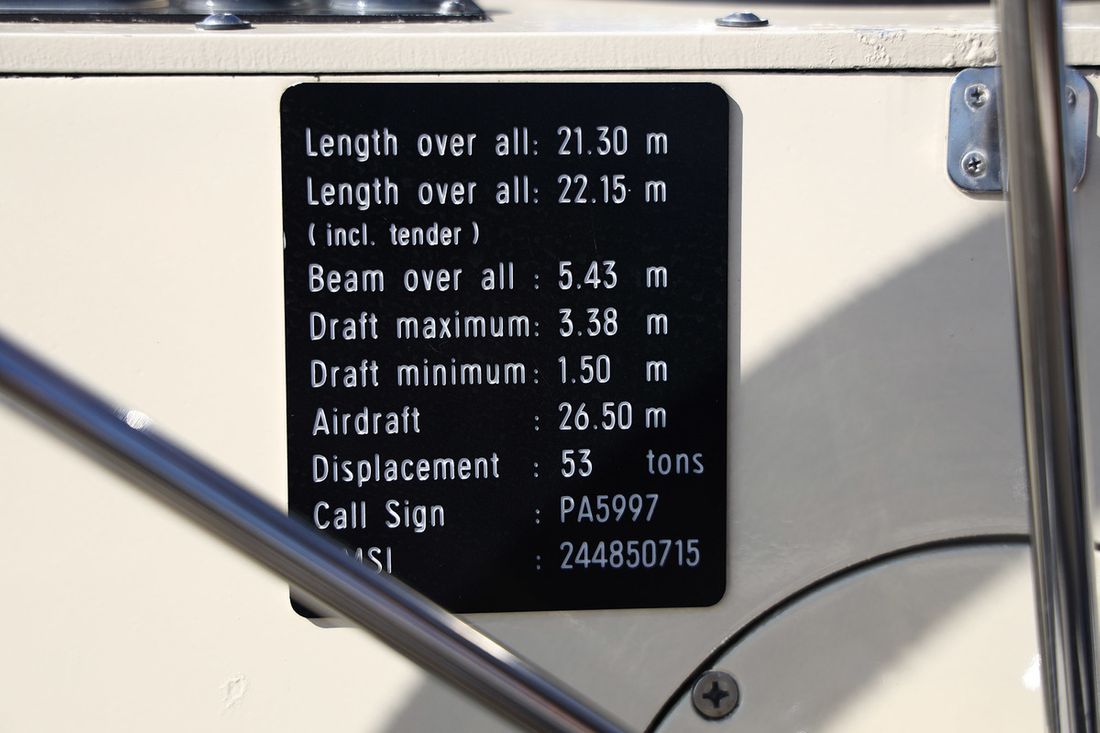 Length over all: 21.30 m
Length over all: 22.15 m
( incl. tender )
Beam over all : 5.43 m
Draft maximum: 3.38 m
Draft minimum: 1.50 m
Airdraft : 26.50 m
Displacement : 53 tons
Call Sign : PA5997
: 244850715